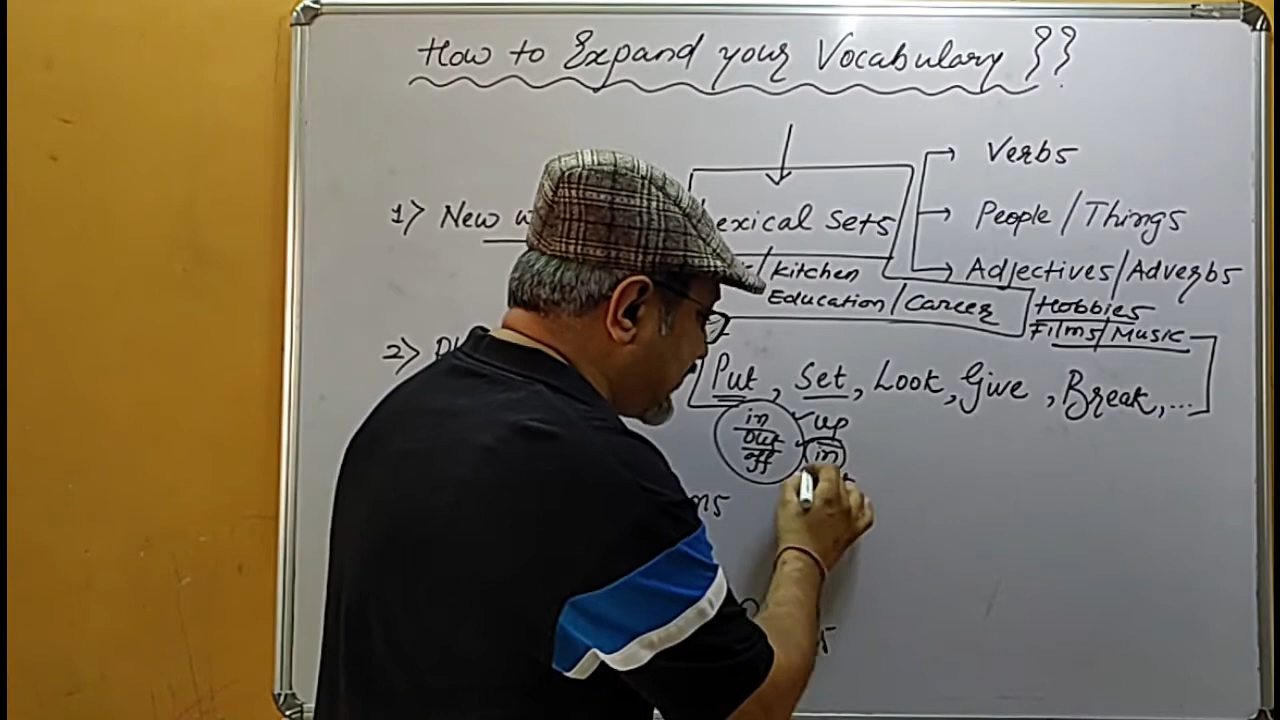 How to Expand your Vocabulary ??
Verbs
1> New Lexical Sets People / Things
Adjectives / Adverbs
/ Kitchen
Education / Career Hobbies
Films / Music
2> Put , Set , Look , Give , Break , ...
in up
out in
off